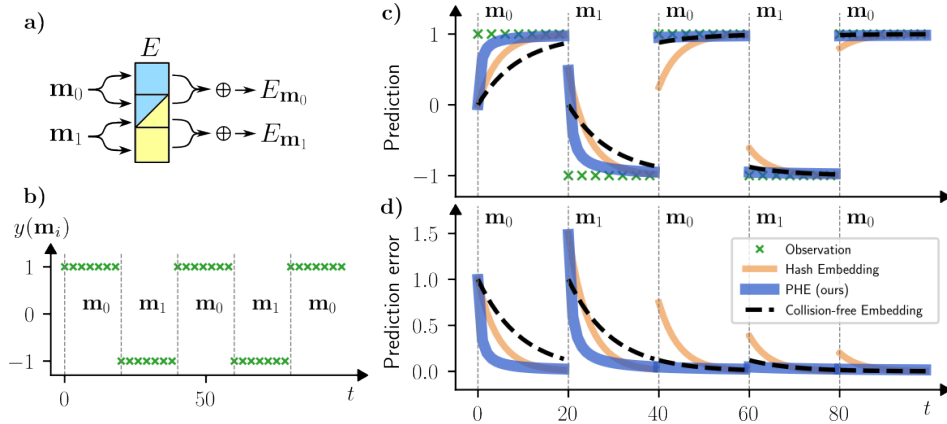 a)
E
m₀
⊕
E_m₀
m₁
⊕
E_m₁
b)
y(mᵢ)
1
0
−1
m₀
m₁
m₀
m₁
m₀
0
50
t
c)
m₀
m₁
m₀
m₁
m₀
Prediction
1
0
−1
d)
m₀
m₁
m₀
m₁
m₀
Prediction error
1.5
1.0
0.5
0.0
Observation
Hash Embedding
PHE (ours)
Collision-free Embedding
0
20
40
60
80
t